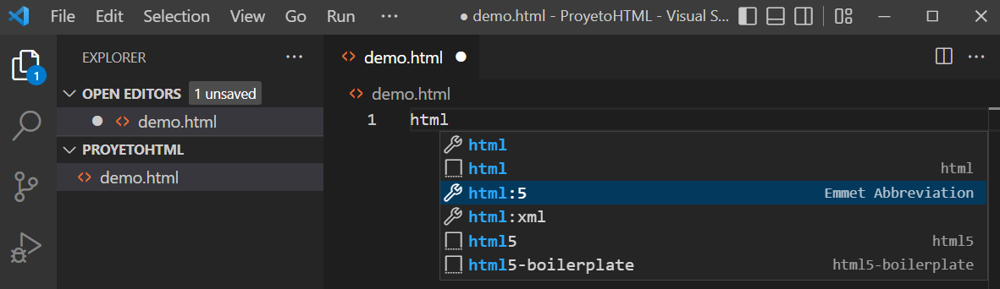 File Edit Selection View Go Run ··· ● demo.html - ProyetoHTML - Visual S...
EXPLORER ···
OPEN EDITORS 1 unsaved
demo.html
PROYETOHTML
demo.html
1
demo.html
demo.html
1 html
html
html html
html:5 Emmet Abbreviation
html:xml
html5 html5
html5-boilerplate html5-boilerplate